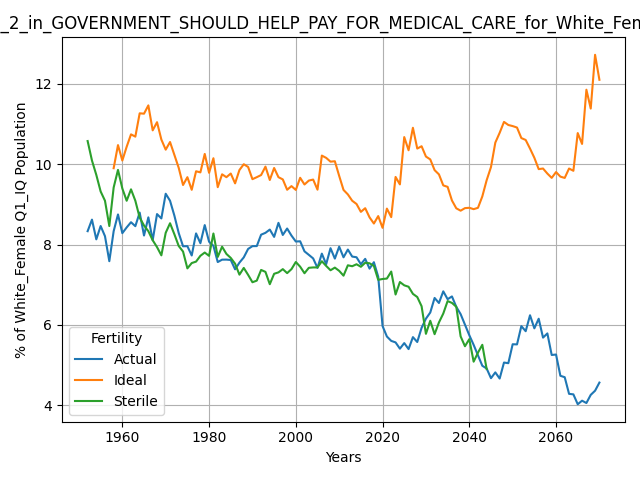 _2_in_GOVERNMENT_SHOULD_HELP_PAY_FOR_MEDICAL_CARE_for_White_Fem
12
10
8
6
4
% of White_Female Q1_IQ Population
Fertility
Actual
Ideal
Sterile
1960
1980
2000
2020
2040
2060
Years